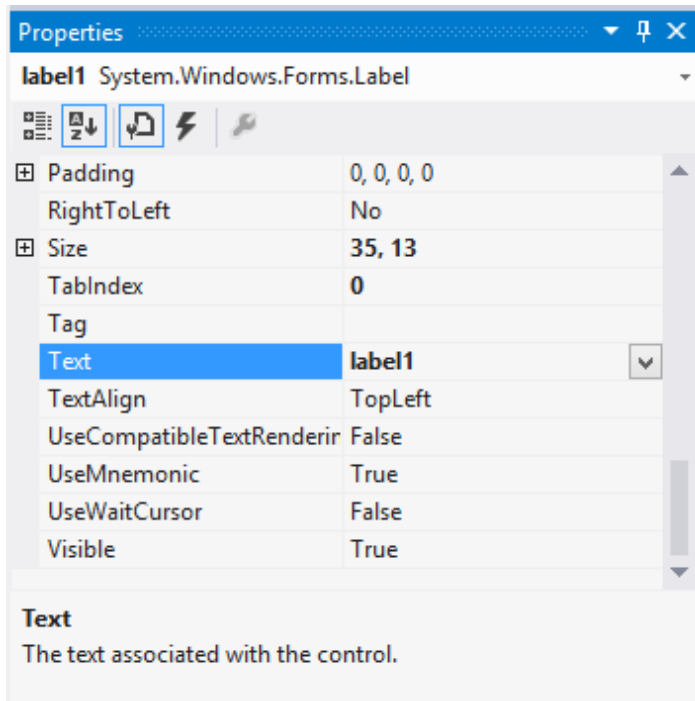 Properties
label1 System.Windows.Forms.Label
Padding 0, 0, 0, 0
RightToLeft No
Size 35, 13
TabIndex 0
Tag
Text label1
TextAlign TopLeft
UseCompatibleTextRenderin False
UseMnemonic True
UseWaitCursor False
Visible True
Text
The text associated with the control.